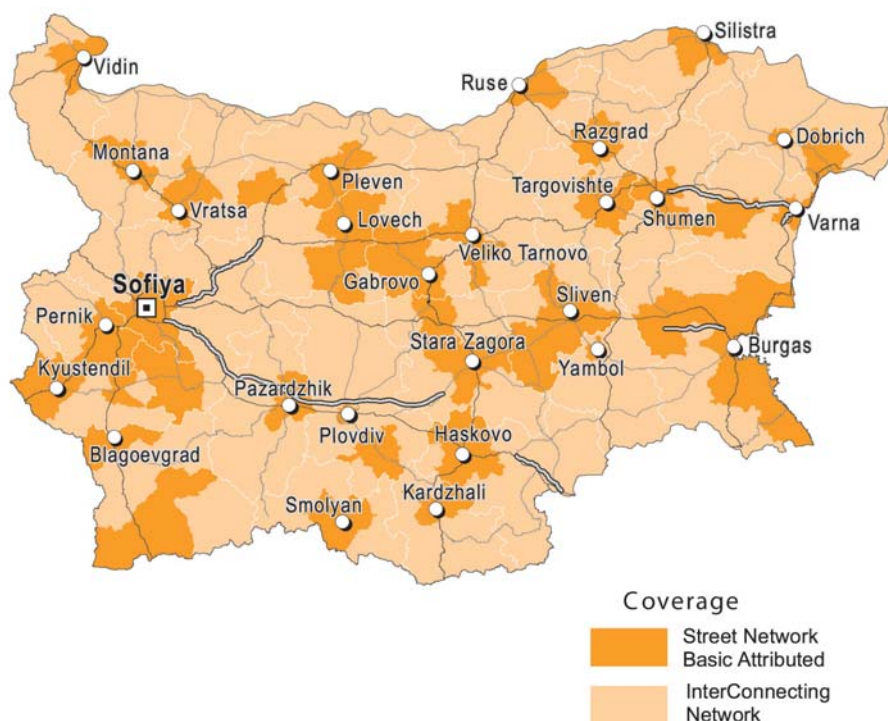 Silistra
Vidin
Ruse
Razgrad
Dobrich
Montana
Pleven
Targovishte
Vratsa
Lovech
Shumen
Varna
Veliko Tarnovo
Sofiya
Gabrovo
Sliven
Pernik
Stara Zagora
Burgas
Kyustendil
Yambol
Pazardzhik
Plovdiv
Haskovo
Blagoevgrad
Smolyan
Kardzhali
Coverage
Street Network
Basic Attributed
InterConnecting
Network